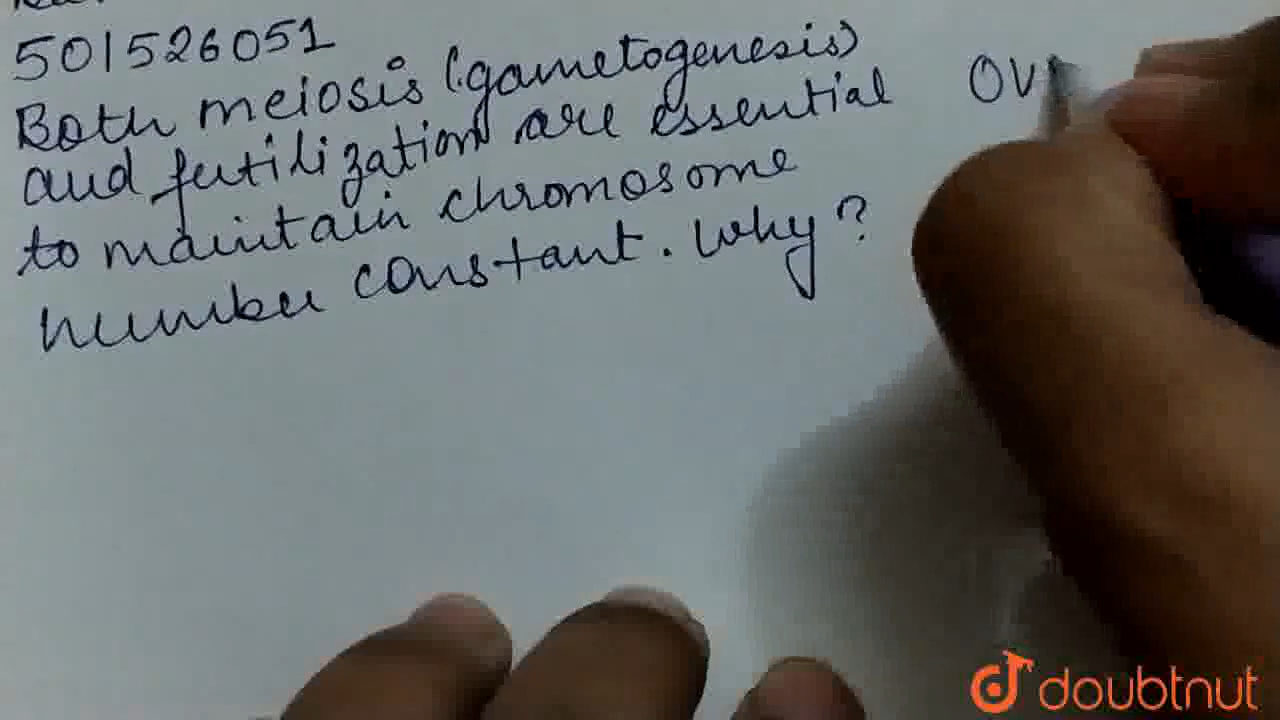 501526051
Both meiosis (gametogenesis)
and fertilization are essential
to maintain chromosome
number constant. Why?
OV
doubtnut